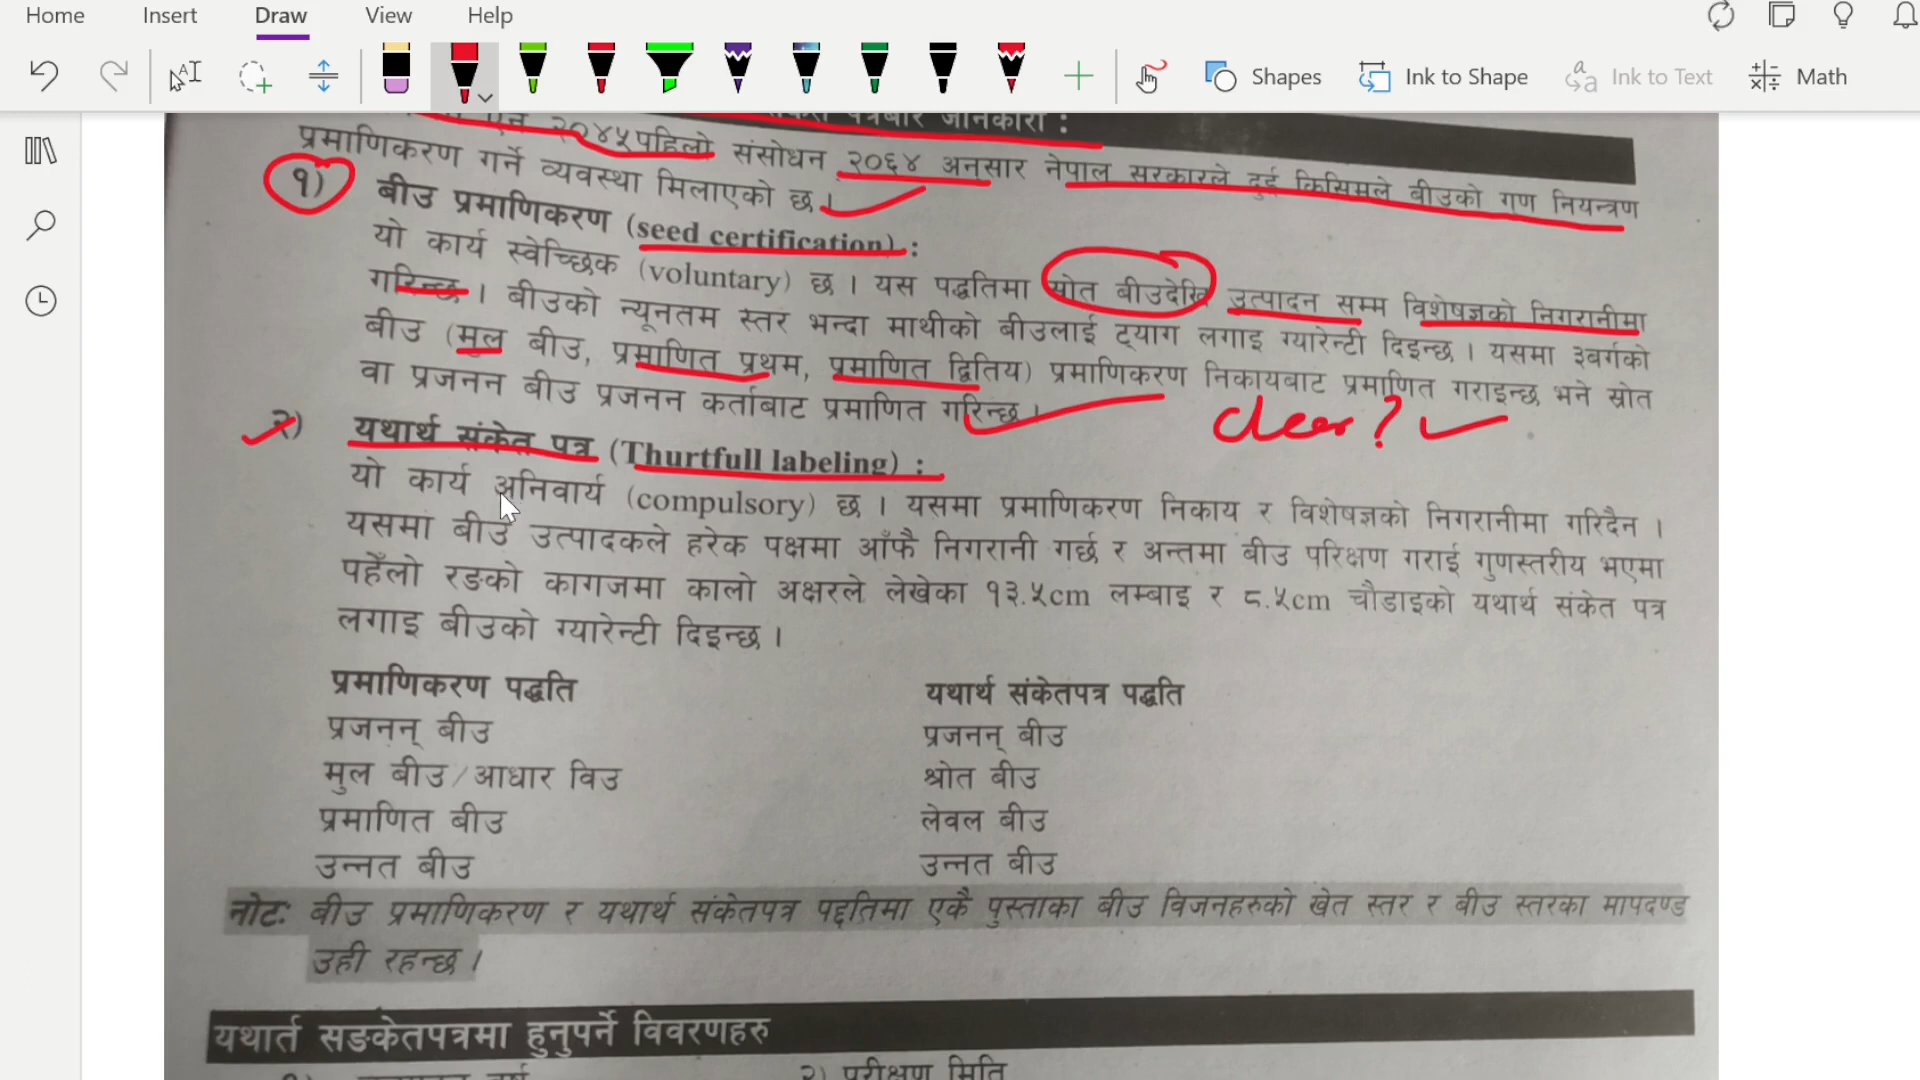 Home Insert Draw View Help
Shapes Ink to Shape Ink to Text Math
२०४५पहिलो संसोधन २०६४ अनुसार नेपाल सरकारले दुई किसिमले बीउको गुण नियन्त्रण
प्रमाणिकरण गर्ने व्यवस्था मिलाएको छ ।
१) बीउ प्रमाणिकरण (seed certification) :
यो कार्य स्वेच्छिक (voluntary) छ । यस पद्धतिमा स्रोत बीउदेखि उत्पादन सम्म विशेषज्ञको निगरानीमा
गरिन्छ । बीउको न्यूनतम स्तर भन्दा माथीको बीउलाई ट्याग लगाइ ग्यारेन्टी दिइन्छ । यसमा ३बर्गको
बीउ (मुल बीउ, प्रमाणित प्रथम, प्रमाणित द्वितिय) प्रमाणिकरण निकायबाट प्रमाणित गराइन्छ भने स्रोत
वा प्रजनन बीउ प्रजनन कर्ताबाट प्रमाणित गरिन्छ ।
clear?
२) यथार्थ संकेत पत्र (Thurtfull labeling) :
यो कार्य अनिवार्य (compulsory) छ । यसमा प्रमाणिकरण निकाय र विशेषज्ञको निगरानीमा गरिदैन ।
यसमा बीउ उत्पादकले हरेक पक्षमा आँफै निगरानी गर्छ र अन्तमा बीउ परिक्षण गराई गुणस्तरीय भएमा
पहेँलो रङको कागजमा कालो अक्षरले लेखेका १३.५cm लम्बाइ र ८.५cm चौडाइको यथार्थ संकेत पत्र
लगाइ बीउको ग्यारेन्टी दिइन्छ ।
प्रमाणिकरण पद्धति यथार्थ संकेतपत्र पद्धति
प्रजनन् बीउ प्रजनन् बीउ
मुल बीउ/आधार विउ श्रोत बीउ
प्रमाणित बीउ लेवल बीउ
उन्नत बीउ उन्नत बीउ
नोटः बीउ प्रमाणिकरण र यथार्थ संकेतपत्र पद्दतिमा एकै पुस्ताका बीउ विजनहरुको खेत स्तर र बीउ स्तरका मापदण्ड
उही रहन्छ ।
यथार्त सङकेतपत्रमा हुनुपर्ने विवरणहरु
२) परीक्षण मिति